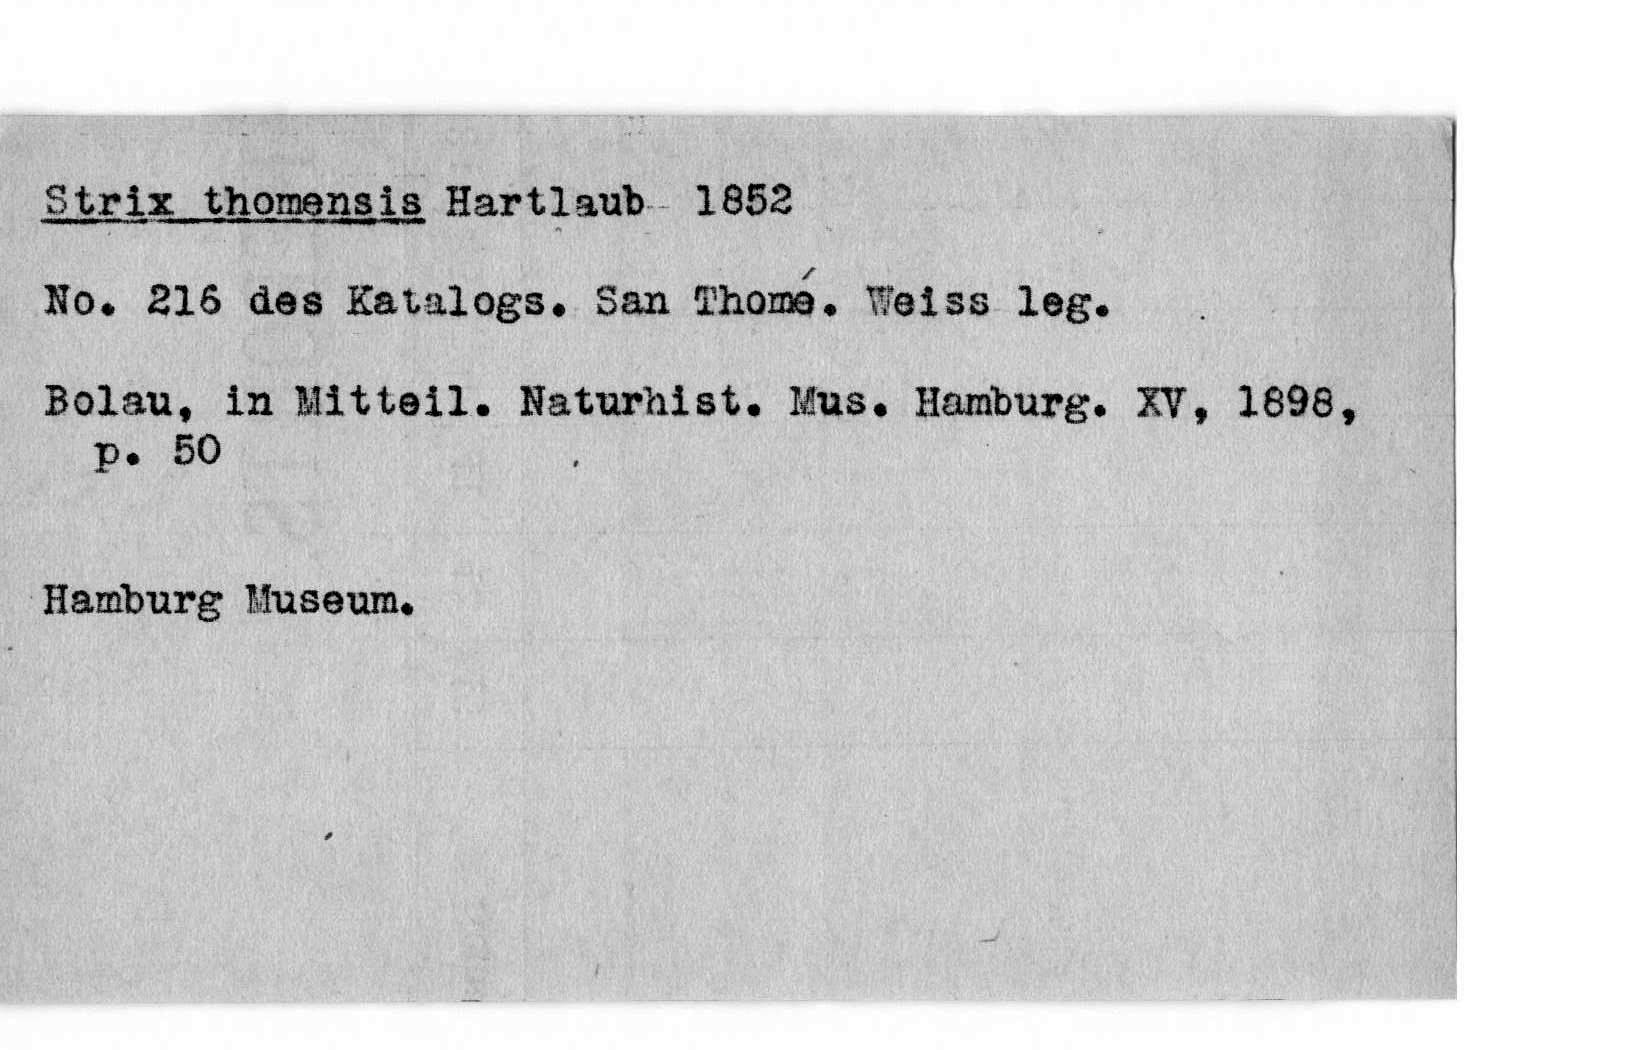 Strix thomensis Hartlaub 1852
No. 216 des Katalogs. San Thomé. Weiss leg.
Bolau, in Mitteil. Naturhist. Mus. Hamburg. XV, 1898,
p. 50
Hamburg Museum.